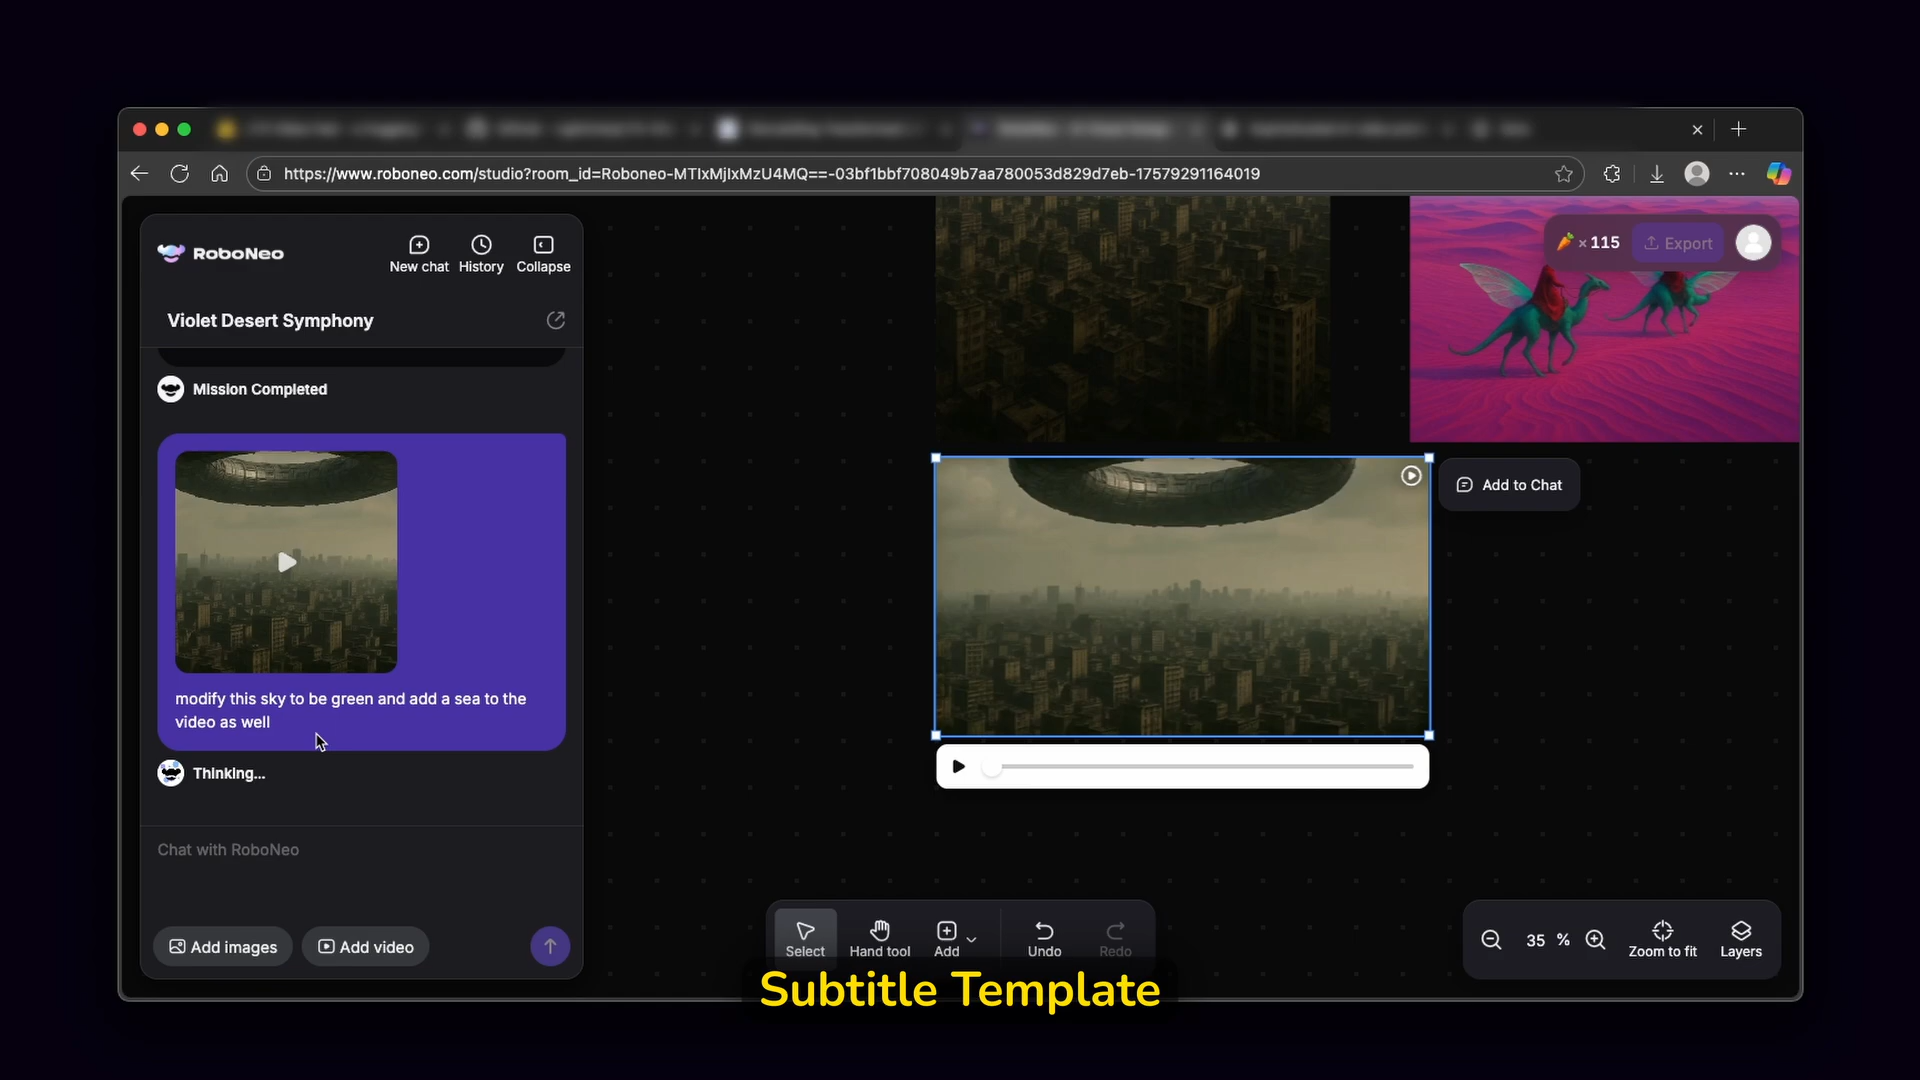 https://www.roboneo.com/studio?room_id=Roboneo-MTIxMjIxMzU4MQ==-03bf1bbf708049b7aa780053d829d7eb-17579291164019
RoboNeo
New chat
History
Collapse
× 115
Export
Violet Desert Symphony
Mission Completed
modify this sky to be green and add a sea to the
video as well
Thinking...
Add to Chat
Chat with RoboNeo
Add images
Add video
Select
Hand tool
Add
Undo
Redo
35 %
Zoom to fit
Layers
Subtitle Template